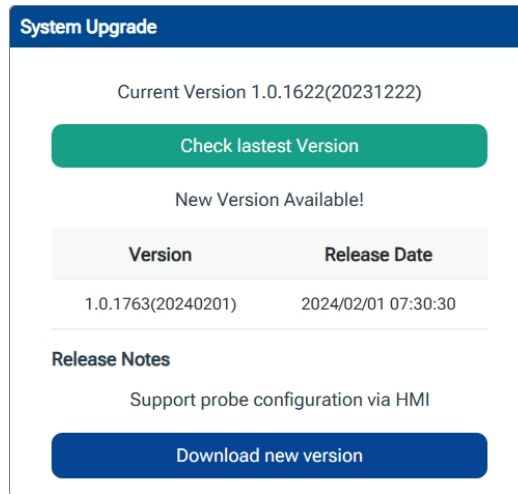 System Upgrade
Current Version 1.0.1622(20231222)
Check lastest Version
New Version Available!
Version Release Date
1.0.1763(20240201) 2024/02/01 07:30:30
Release Notes
Support probe configuration via HMI
Download new version